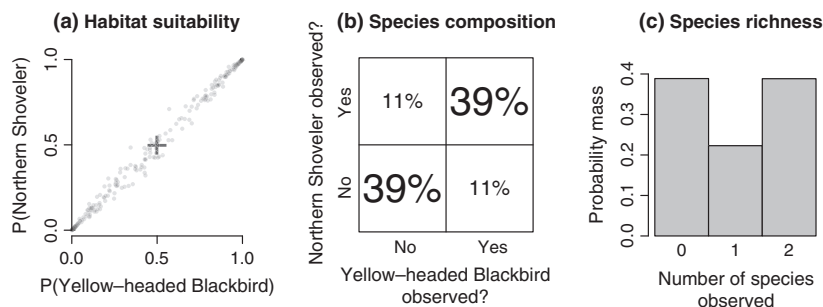 (a) Habitat suitability
P(Northern Shoveler)
1.0
0.5
0.0
0.0
0.5
1.0
P(Yellow–headed Blackbird)
(b) Species composition
Northern Shoveler observed?
Yes
No
11%
39%
39%
11%
No
Yes
Yellow–headed Blackbird
observed?
(c) Species richness
Probability mass
0.4
0.3
0.2
0.1
0.0
0
1
2
Number of species
observed